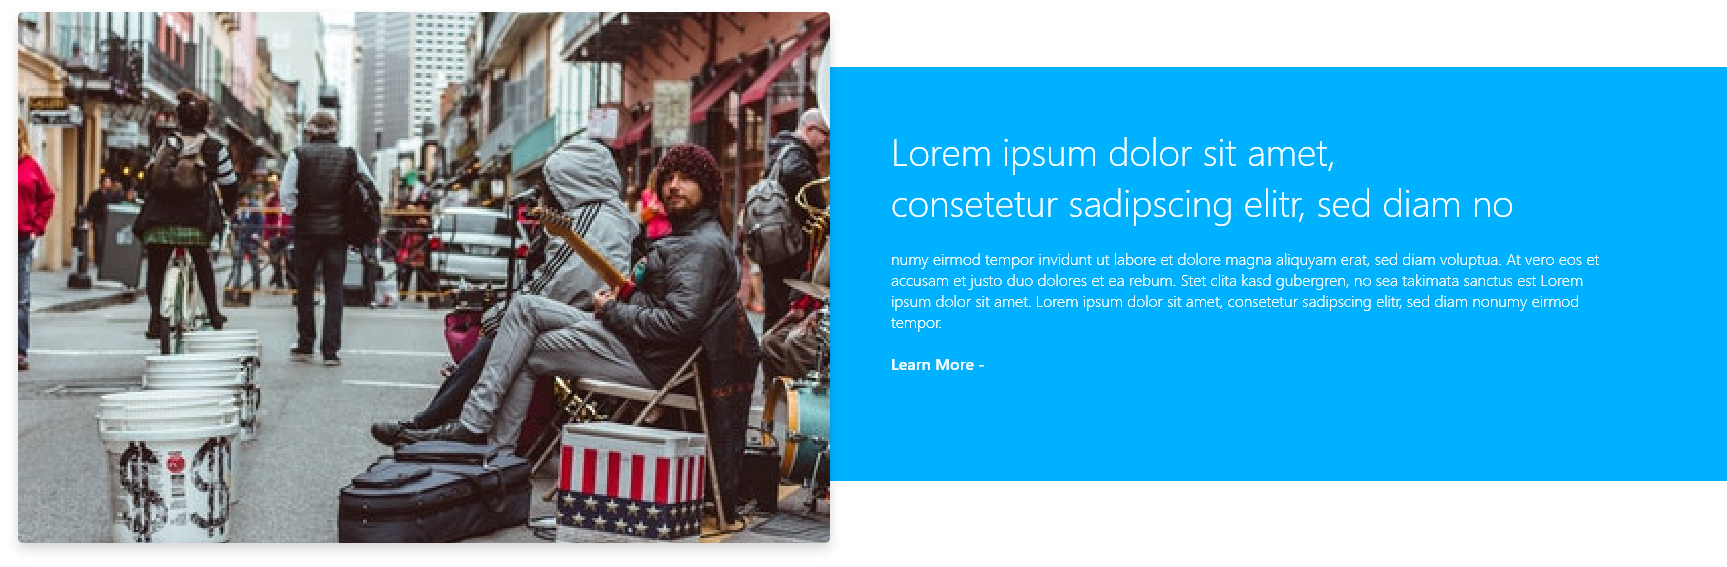 Lorem ipsum dolor sit amet,
consetetur sadipscing elitr, sed diam no
numy eirmod tempor invidunt ut labore et dolore magna aliquyam erat, sed diam voluptua. At vero eos et
accusam et justo duo dolores et ea rebum. Stet clita kasd gubergren, no sea takimata sanctus est Lorem
ipsum dolor sit amet. Lorem ipsum dolor sit amet, consetetur sadipscing elitr, sed diam nonumy eirmod
tempor.
Learn More -
$ $